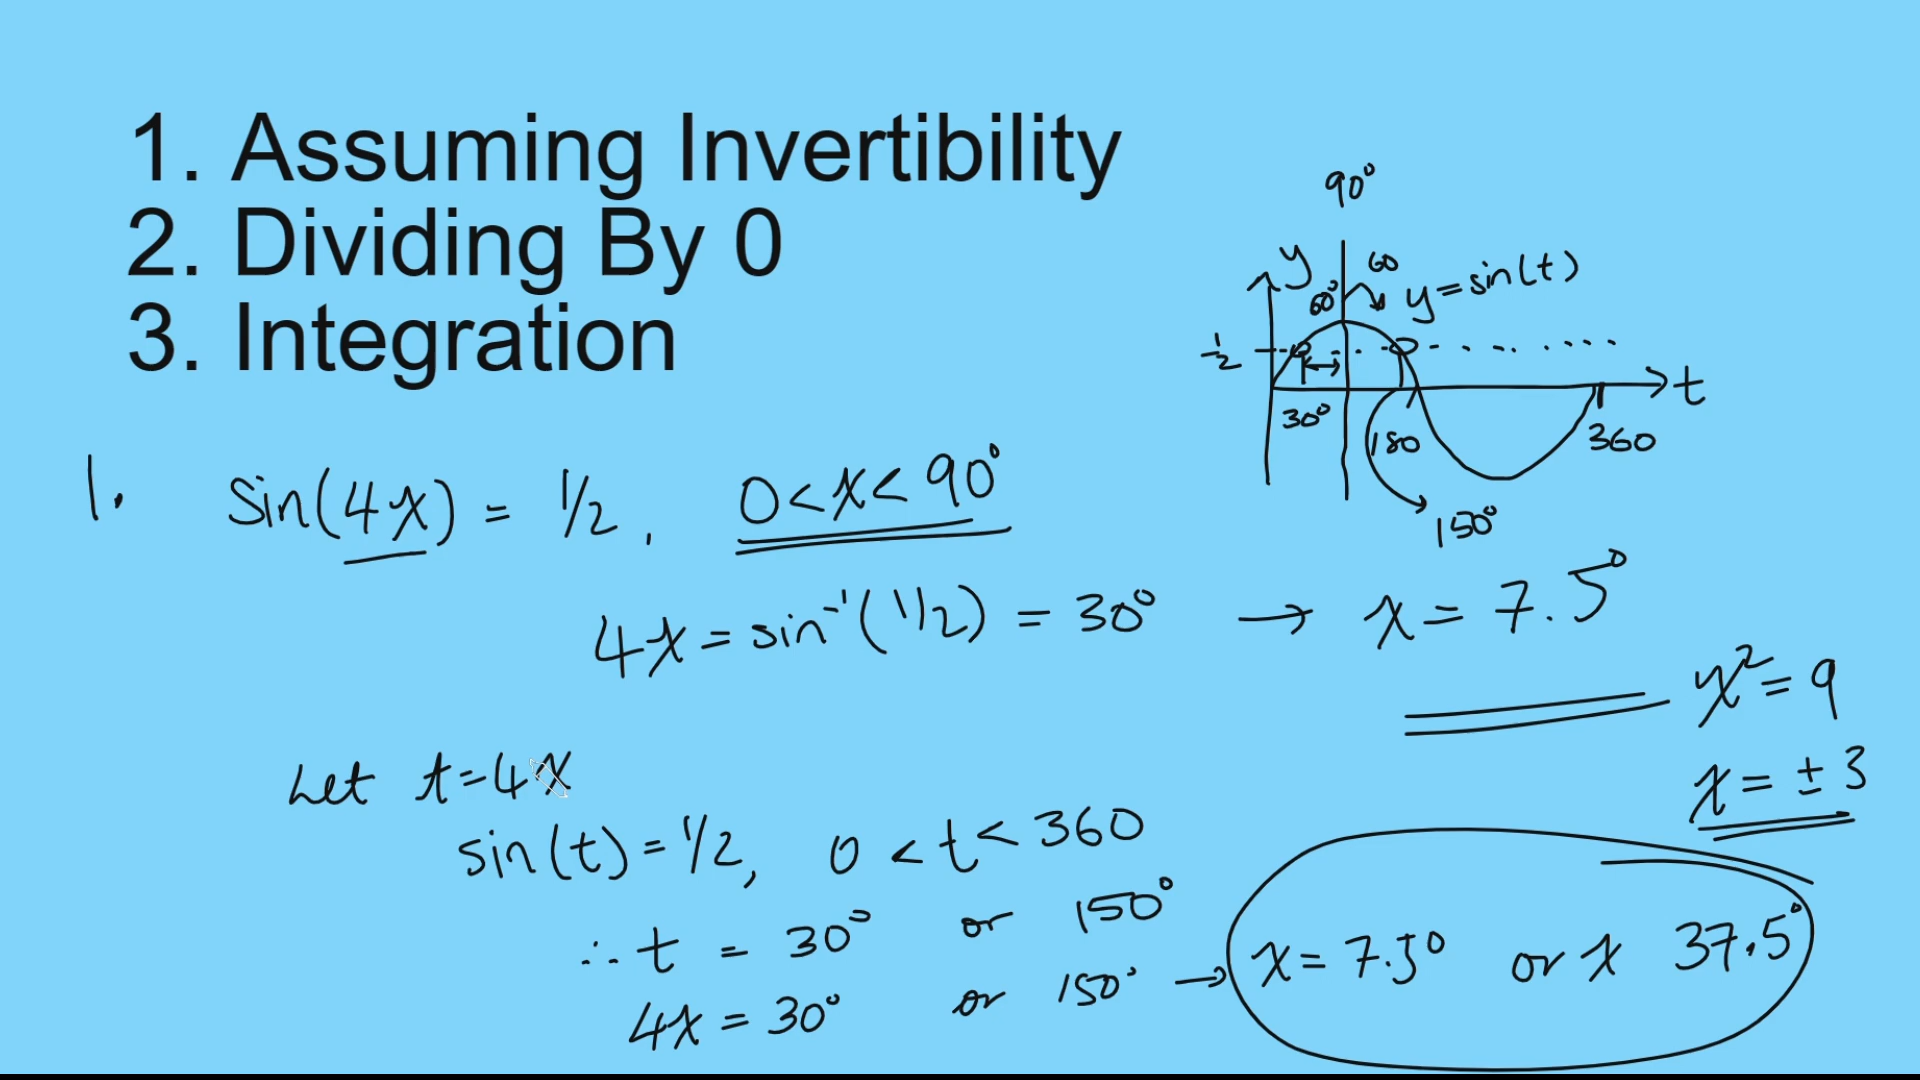 1. Assuming Invertibility
2. Dividing By 0
3. Integration
90°
y
60°
60
y = sin(t)
1/2
t
30°
180
360
150°
1. Sin(4x) = 1/2, 0 < x < 90°
4x = sin⁻¹(1/2) = 30° → x = 7.5°
x² = 9
x = ± 3
Let t = 4x
sin(t) = 1/2, 0 < t < 360
∴ t = 30° or 150°
4x = 30° or 150° → x = 7.5° or x 37.5°